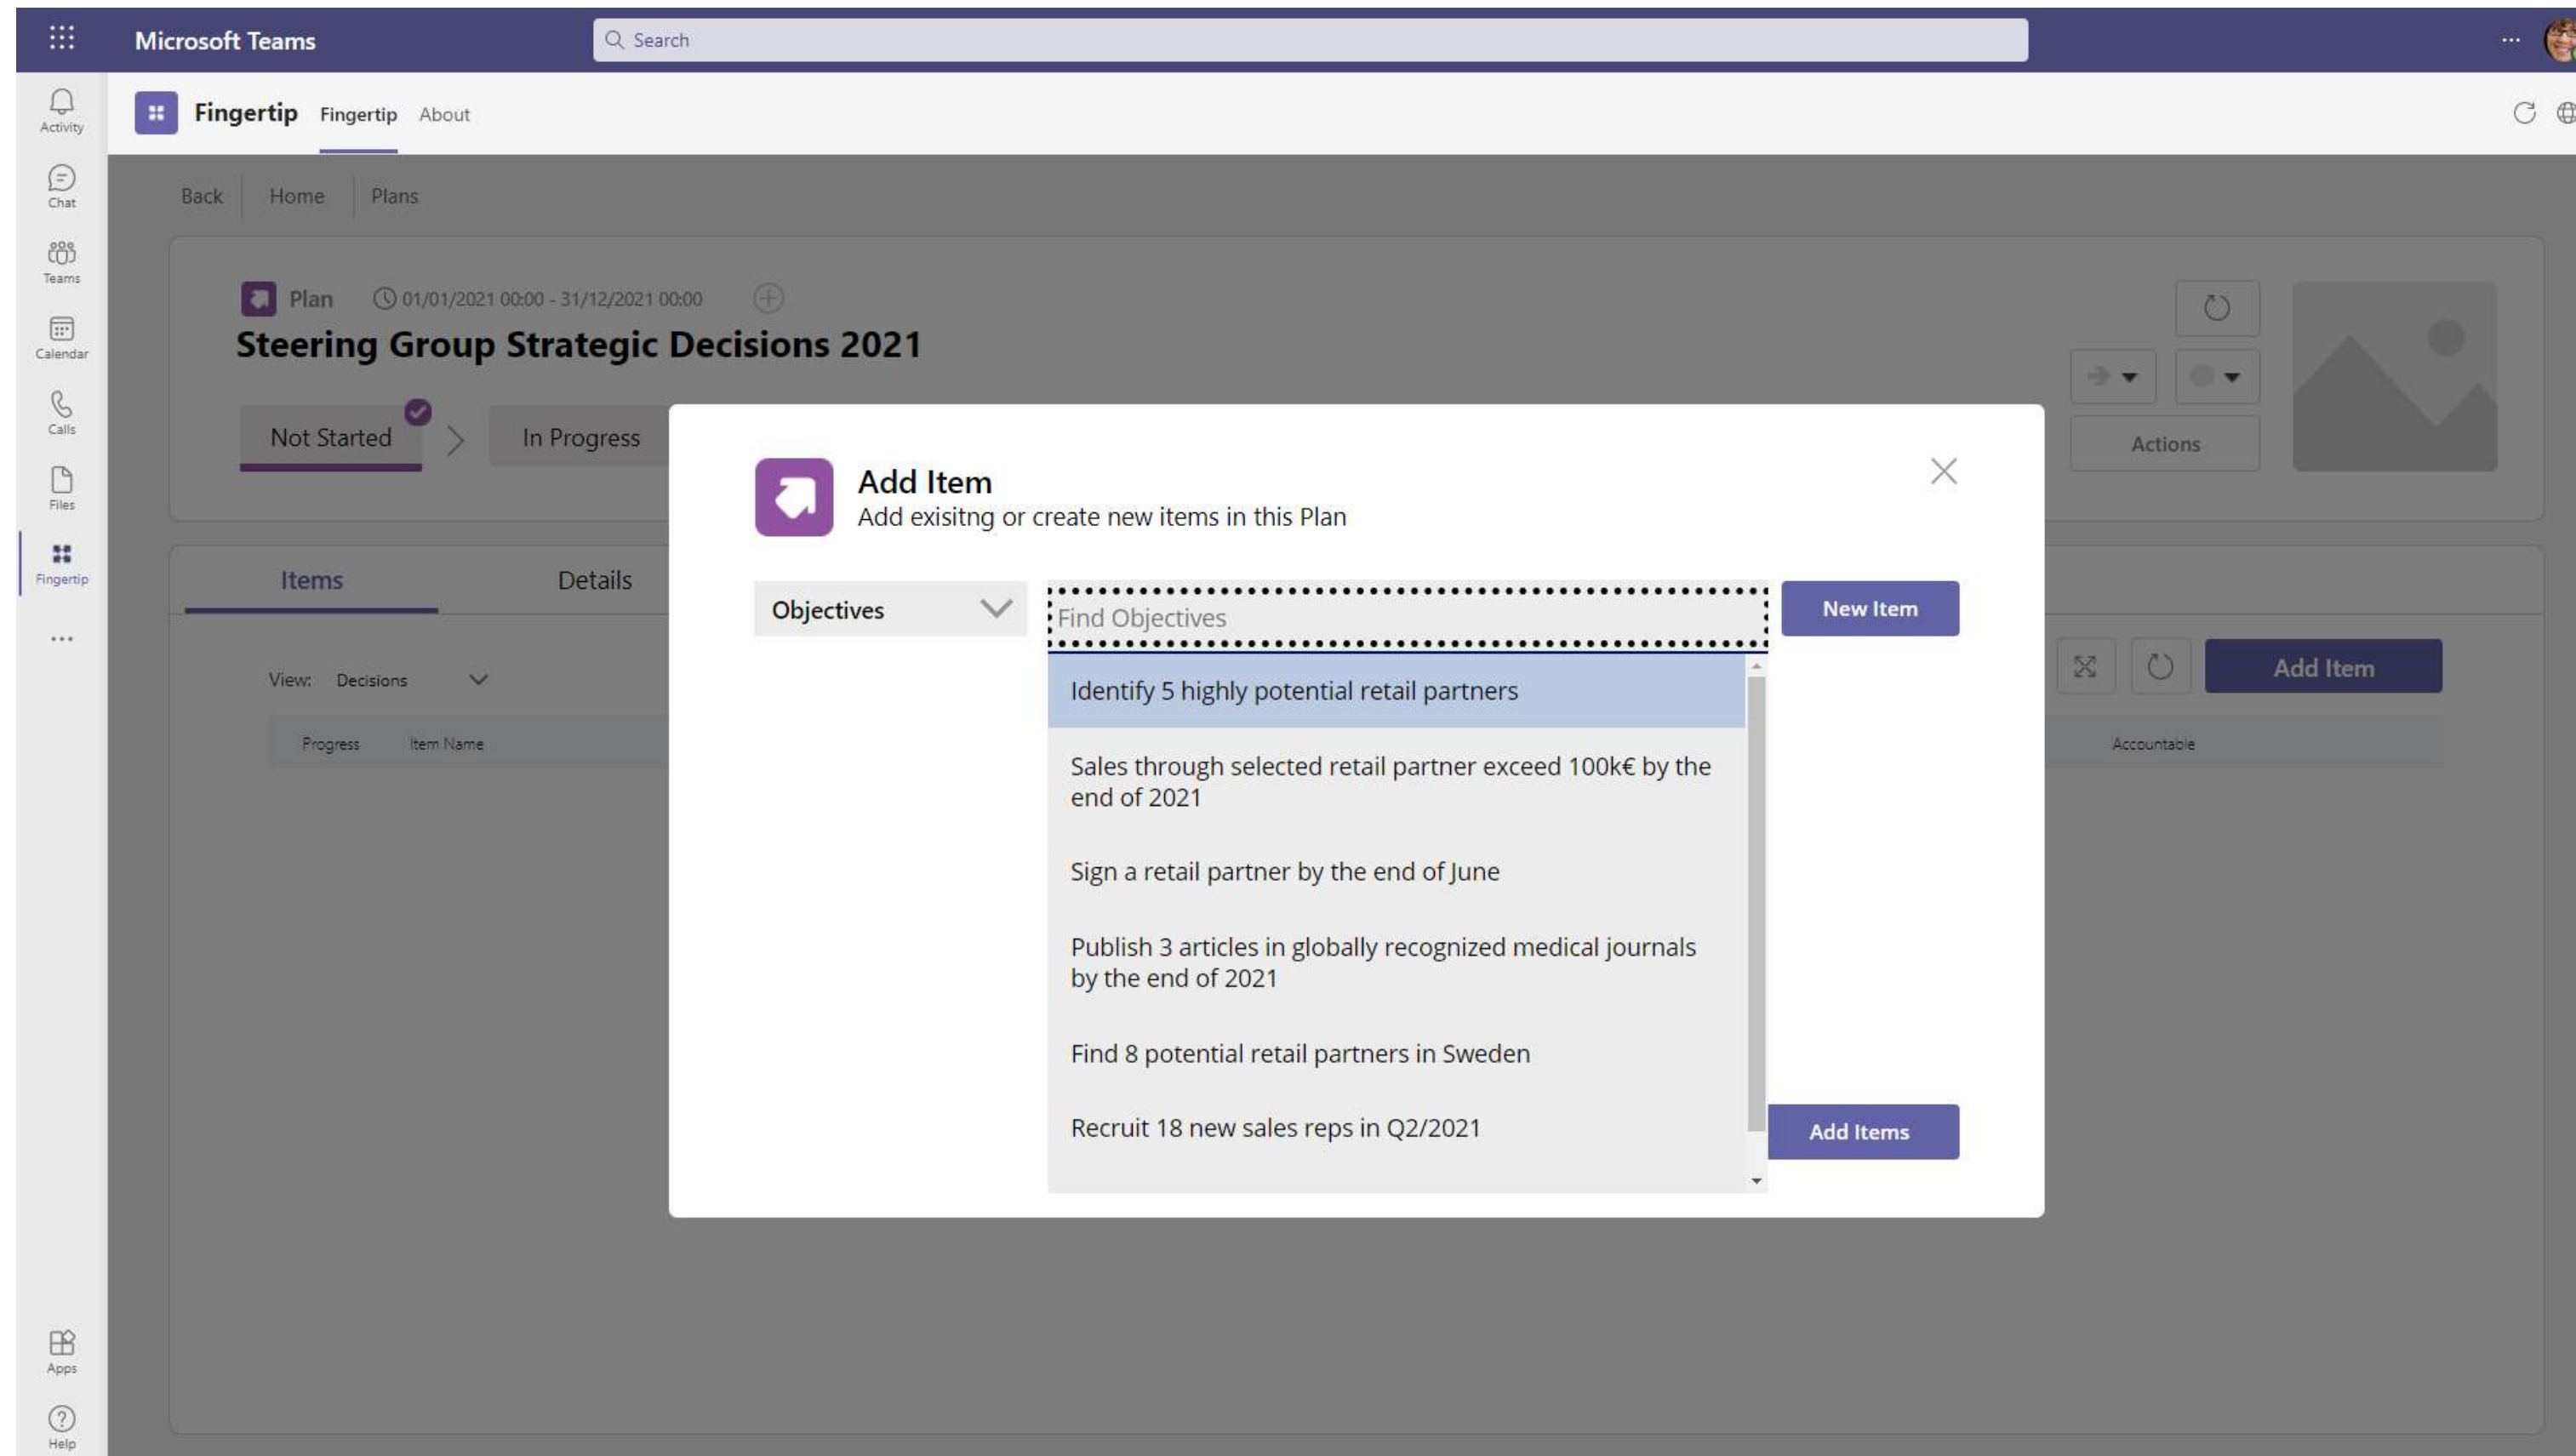 Microsoft Teams
Search
...
Activity
Fingertip Fingertip About
Chat
Back Home Plans
Teams
Plan 01/01/2021 00:00 - 31/12/2021 00:00
Steering Group Strategic Decisions 2021
Calendar
Calls
Not Started
In Progress
Actions
Files
Add Item
Add exisitng or create new items in this Plan
Fingertip
Items Details
Objectives
Find Objectives
New Item
...
View: Decisions
Add Item
Progress Item Name
Accountable
Identify 5 highly potential retail partners
Sales through selected retail partner exceed 100k€ by the
end of 2021
Sign a retail partner by the end of June
Publish 3 articles in globally recognized medical journals
by the end of 2021
Find 8 potential retail partners in Sweden
Recruit 18 new sales reps in Q2/2021
Add Items
Apps
Help